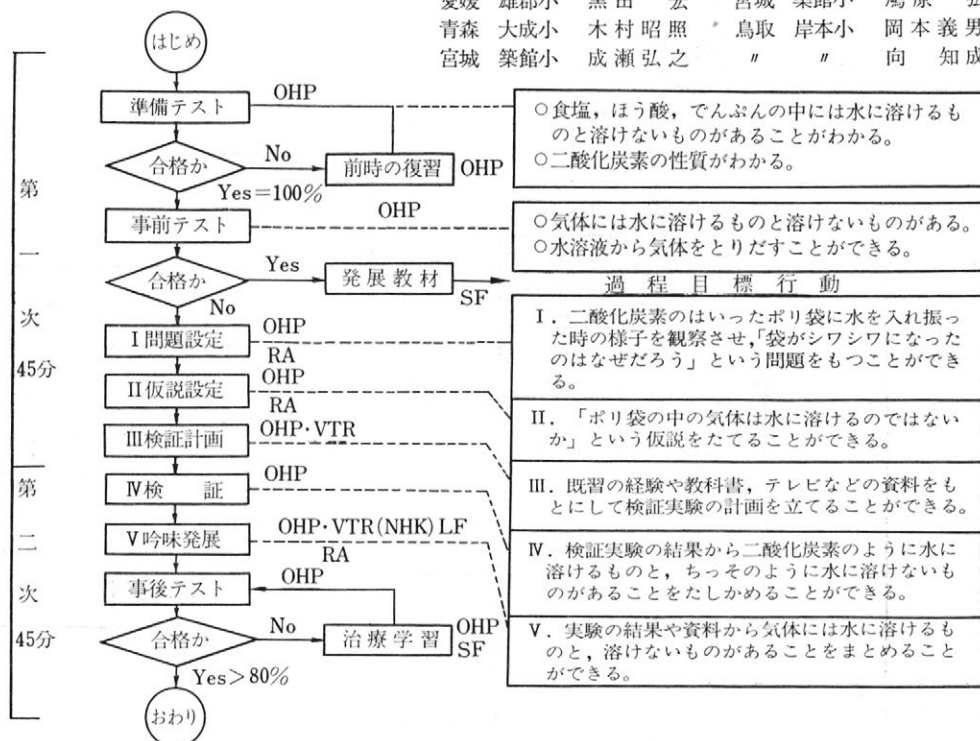 愛媛 雄郡小 黒田 宏 宮城 築館小
青森 大成小 木村昭照 〃 鳥取 岸本小 岡本義男
宮城 築館小 成瀬弘之 〃 〃 向 知成
はじめ
準備テスト
OHP
合格か
No
前時の復習
OHP
Yes=100%
○食塩,ほう酸,でんぷんの中には水に溶けるも
のと溶けないものがあることがわかる。
○二酸化炭素の性質がわかる。
第一次
45分
事前テスト
OHP
○気体には水に溶けるものと溶けないものがある。
○水溶液から気体をとりだすことができる。
合格か
Yes
発展教材
SF
No
過程目標行動
Ⅰ問題設定
OHP
RA
Ⅰ.二酸化炭素のはいったポリ袋に水を入れ振っ
た時の様子を観察させ,「袋がシワシワになった
のはなぜだろう」という問題をもつことができ
る。
Ⅱ仮説設定
OHP
RA
Ⅱ.「ポリ袋の中の気体は水に溶けるのではない
か」という仮説をたてることができる。
Ⅲ検証計画
OHP・VTR
Ⅲ.既習の経験や教科書,テレビなどの資料をも
とにして検証実験の計画を立てることができる。
第二次
45分
Ⅳ検 証
OHP
Ⅳ.検証実験の結果から二酸化炭素のように水に
溶けるものと,ちっそのように水に溶けないも
のがあることをたしかめることができる。
Ⅴ吟味発展
OHP・VTR(NHK) LF
RA
Ⅴ.実験の結果や資料から気体には水に溶けるも
のと,溶けないものがあることをまとめること
ができる。
事後テスト
OHP
合格か
No
治療学習
OHP
SF
Yes>80%
おわり